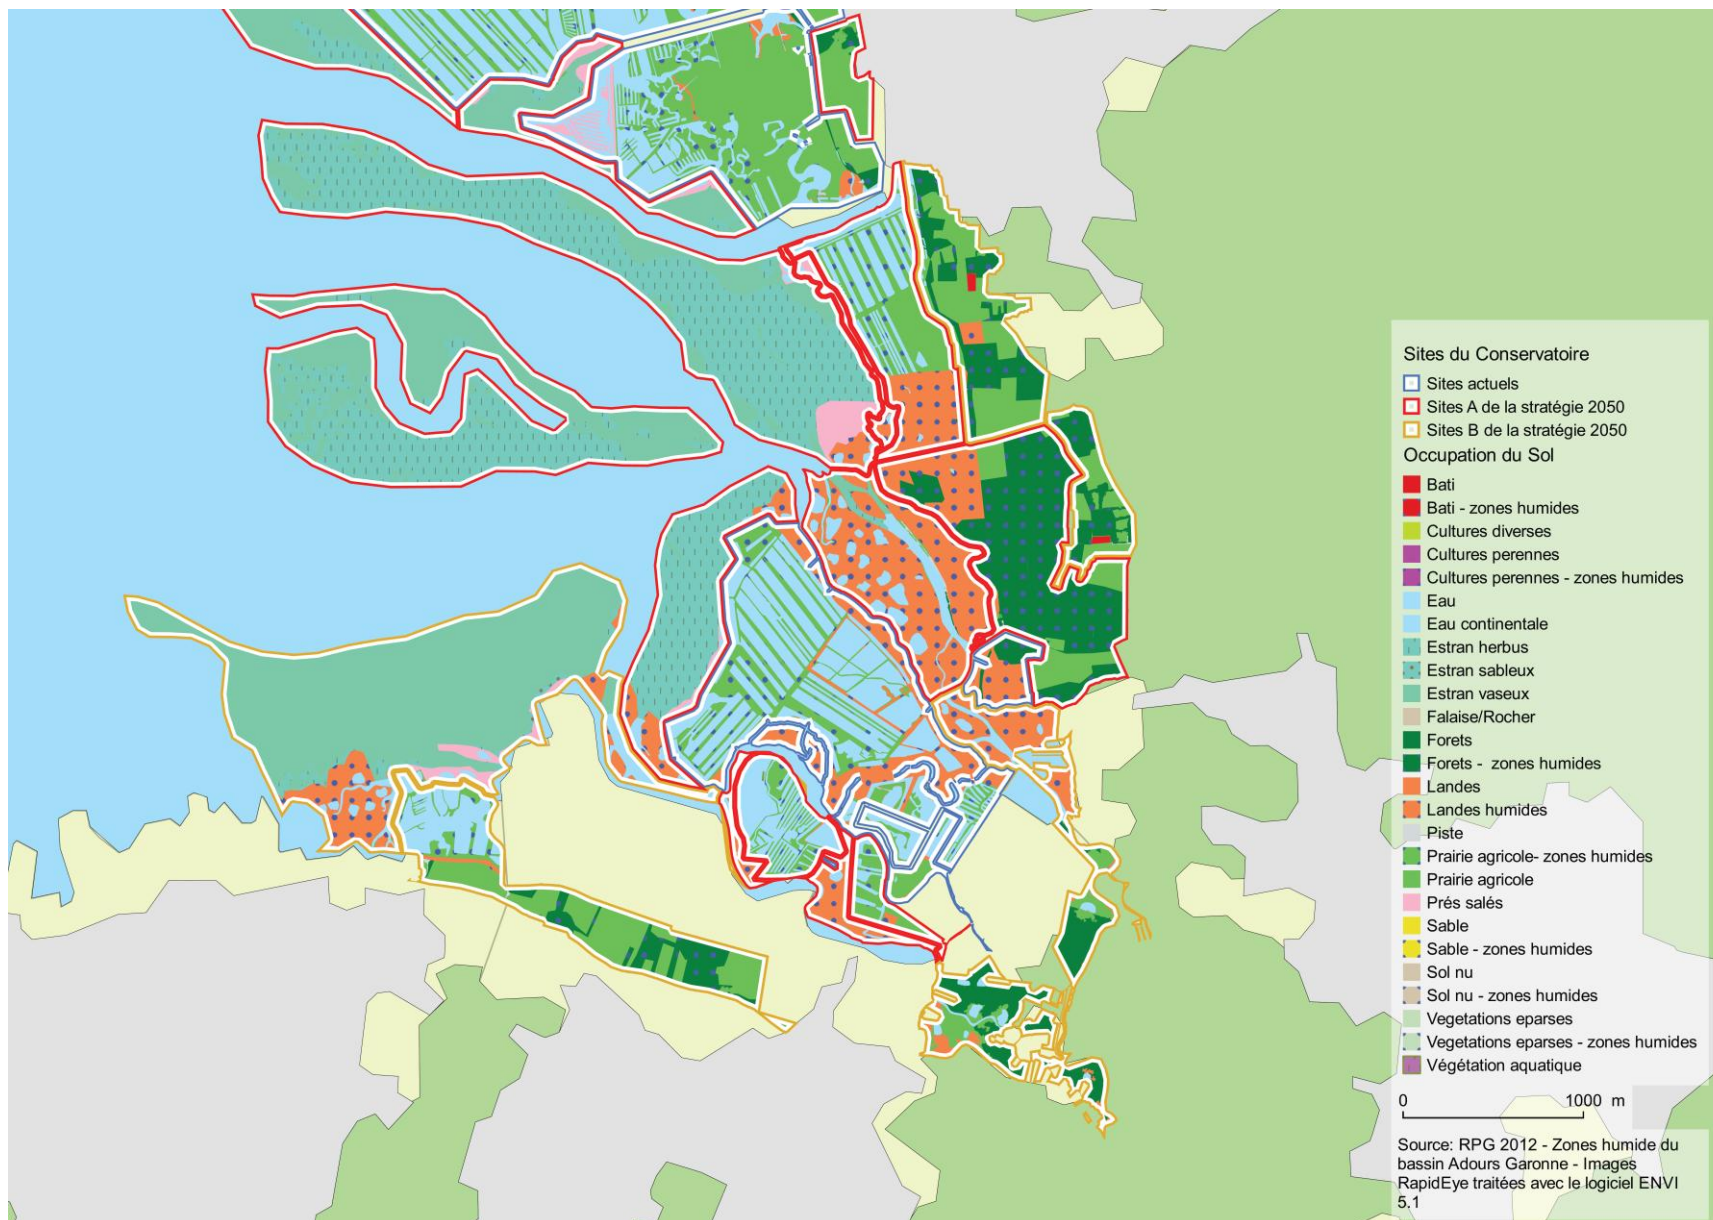 Sites du Conservatoire
Sites actuels
Sites A de la stratégie 2050
Sites B de la stratégie 2050
Occupation du Sol
Bati
Bati - zones humides
Cultures diverses
Cultures perennes
Cultures perennes - zones humides
Eau
Eau continentale
Estran herbus
Estran sableux
Estran vaseux
Falaise/Rocher
Forets
Forets - zones humides
Landes
Landes humides
Piste
Prairie agricole- zones humides
Prairie agricole
Prés salés
Sable
Sable - zones humides
Sol nu
Sol nu - zones humides
Vegetations eparses
Vegetations eparses - zones humides
Végétation aquatique
0 1000 m
Source: RPG 2012 - Zones humide du
bassin Adours Garonne - Images
RapidEye traitées avec le logiciel ENVI
5.1